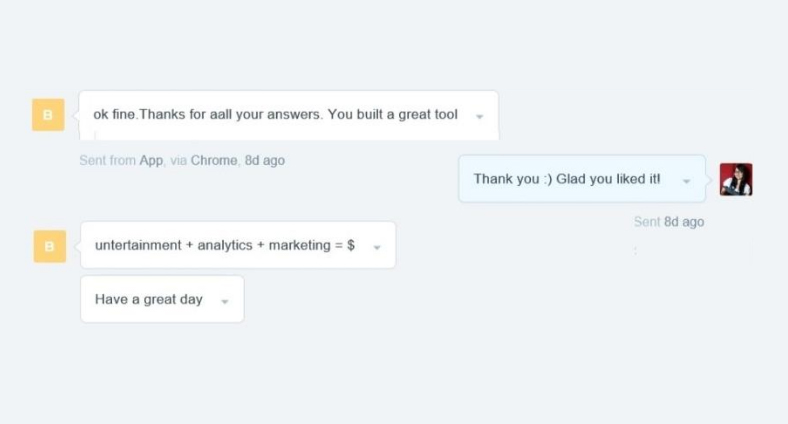 B
ok fine.Thanks for aall your answers. You built a great tool
Sent from App, via Chrome, 8d ago
Thank you :) Glad you liked it!
Sent 8d ago
B
untertainment + analytics + marketing = $
Have a great day